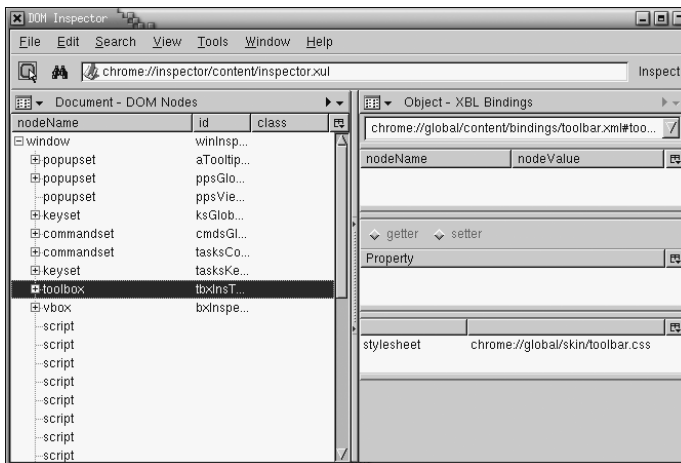 DOM Inspector
File Edit Search View Tools Window Help
chrome://inspector/content/inspector.xul Inspect
Document - DOM Nodes
nodeName id class
window winInsp...
popupset aTooltip...
popupset ppsGlo...
popupset ppsVie...
keyset ksGlob...
commandset cmdsGl...
commandset tasksCo...
keyset tasksKe...
toolbox tbxInsT...
vbox bxInspe...
script
script
script
script
script
script
script
script
Object - XBL Bindings
chrome://global/content/bindings/toolbar.xml#too...
nodeName nodeValue
getter setter
Property
stylesheet chrome://global/skin/toolbar.css